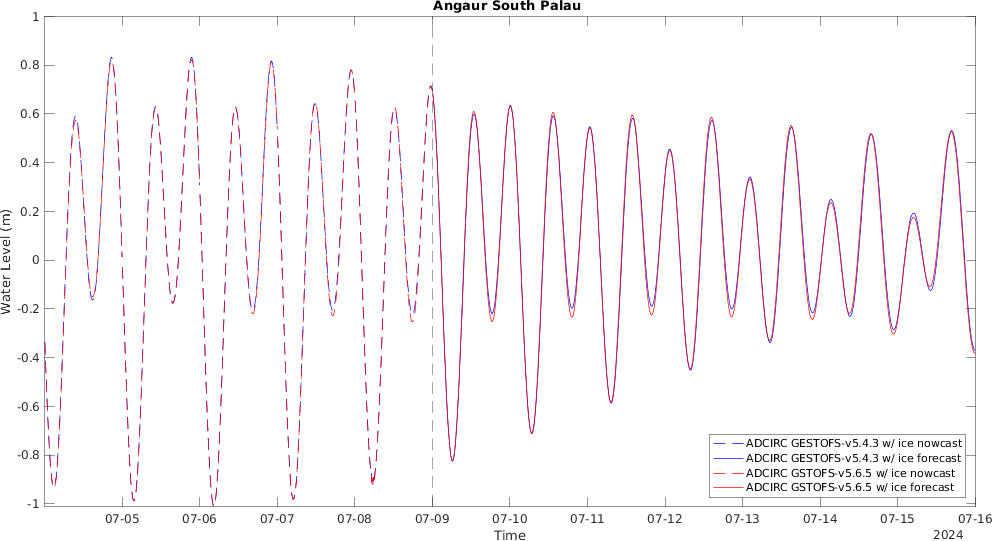 Angaur South Palau
1
0.8
0.6
0.4
0.2
0
-0.2
-0.4
-0.6
-0.8
-1
Water Level (m)
07-05 07-06 07-07 07-08 07-09 07-10 07-11 07-12 07-13 07-14 07-15 07-16
Time
2024
ADCIRC GESTOFS-v5.4.3 w/ ice nowcast
ADCIRC GESTOFS-v5.4.3 w/ ice forecast
ADCIRC GSTOFS-v5.6.5 w/ ice nowcast
ADCIRC GSTOFS-v5.6.5 w/ ice forecast